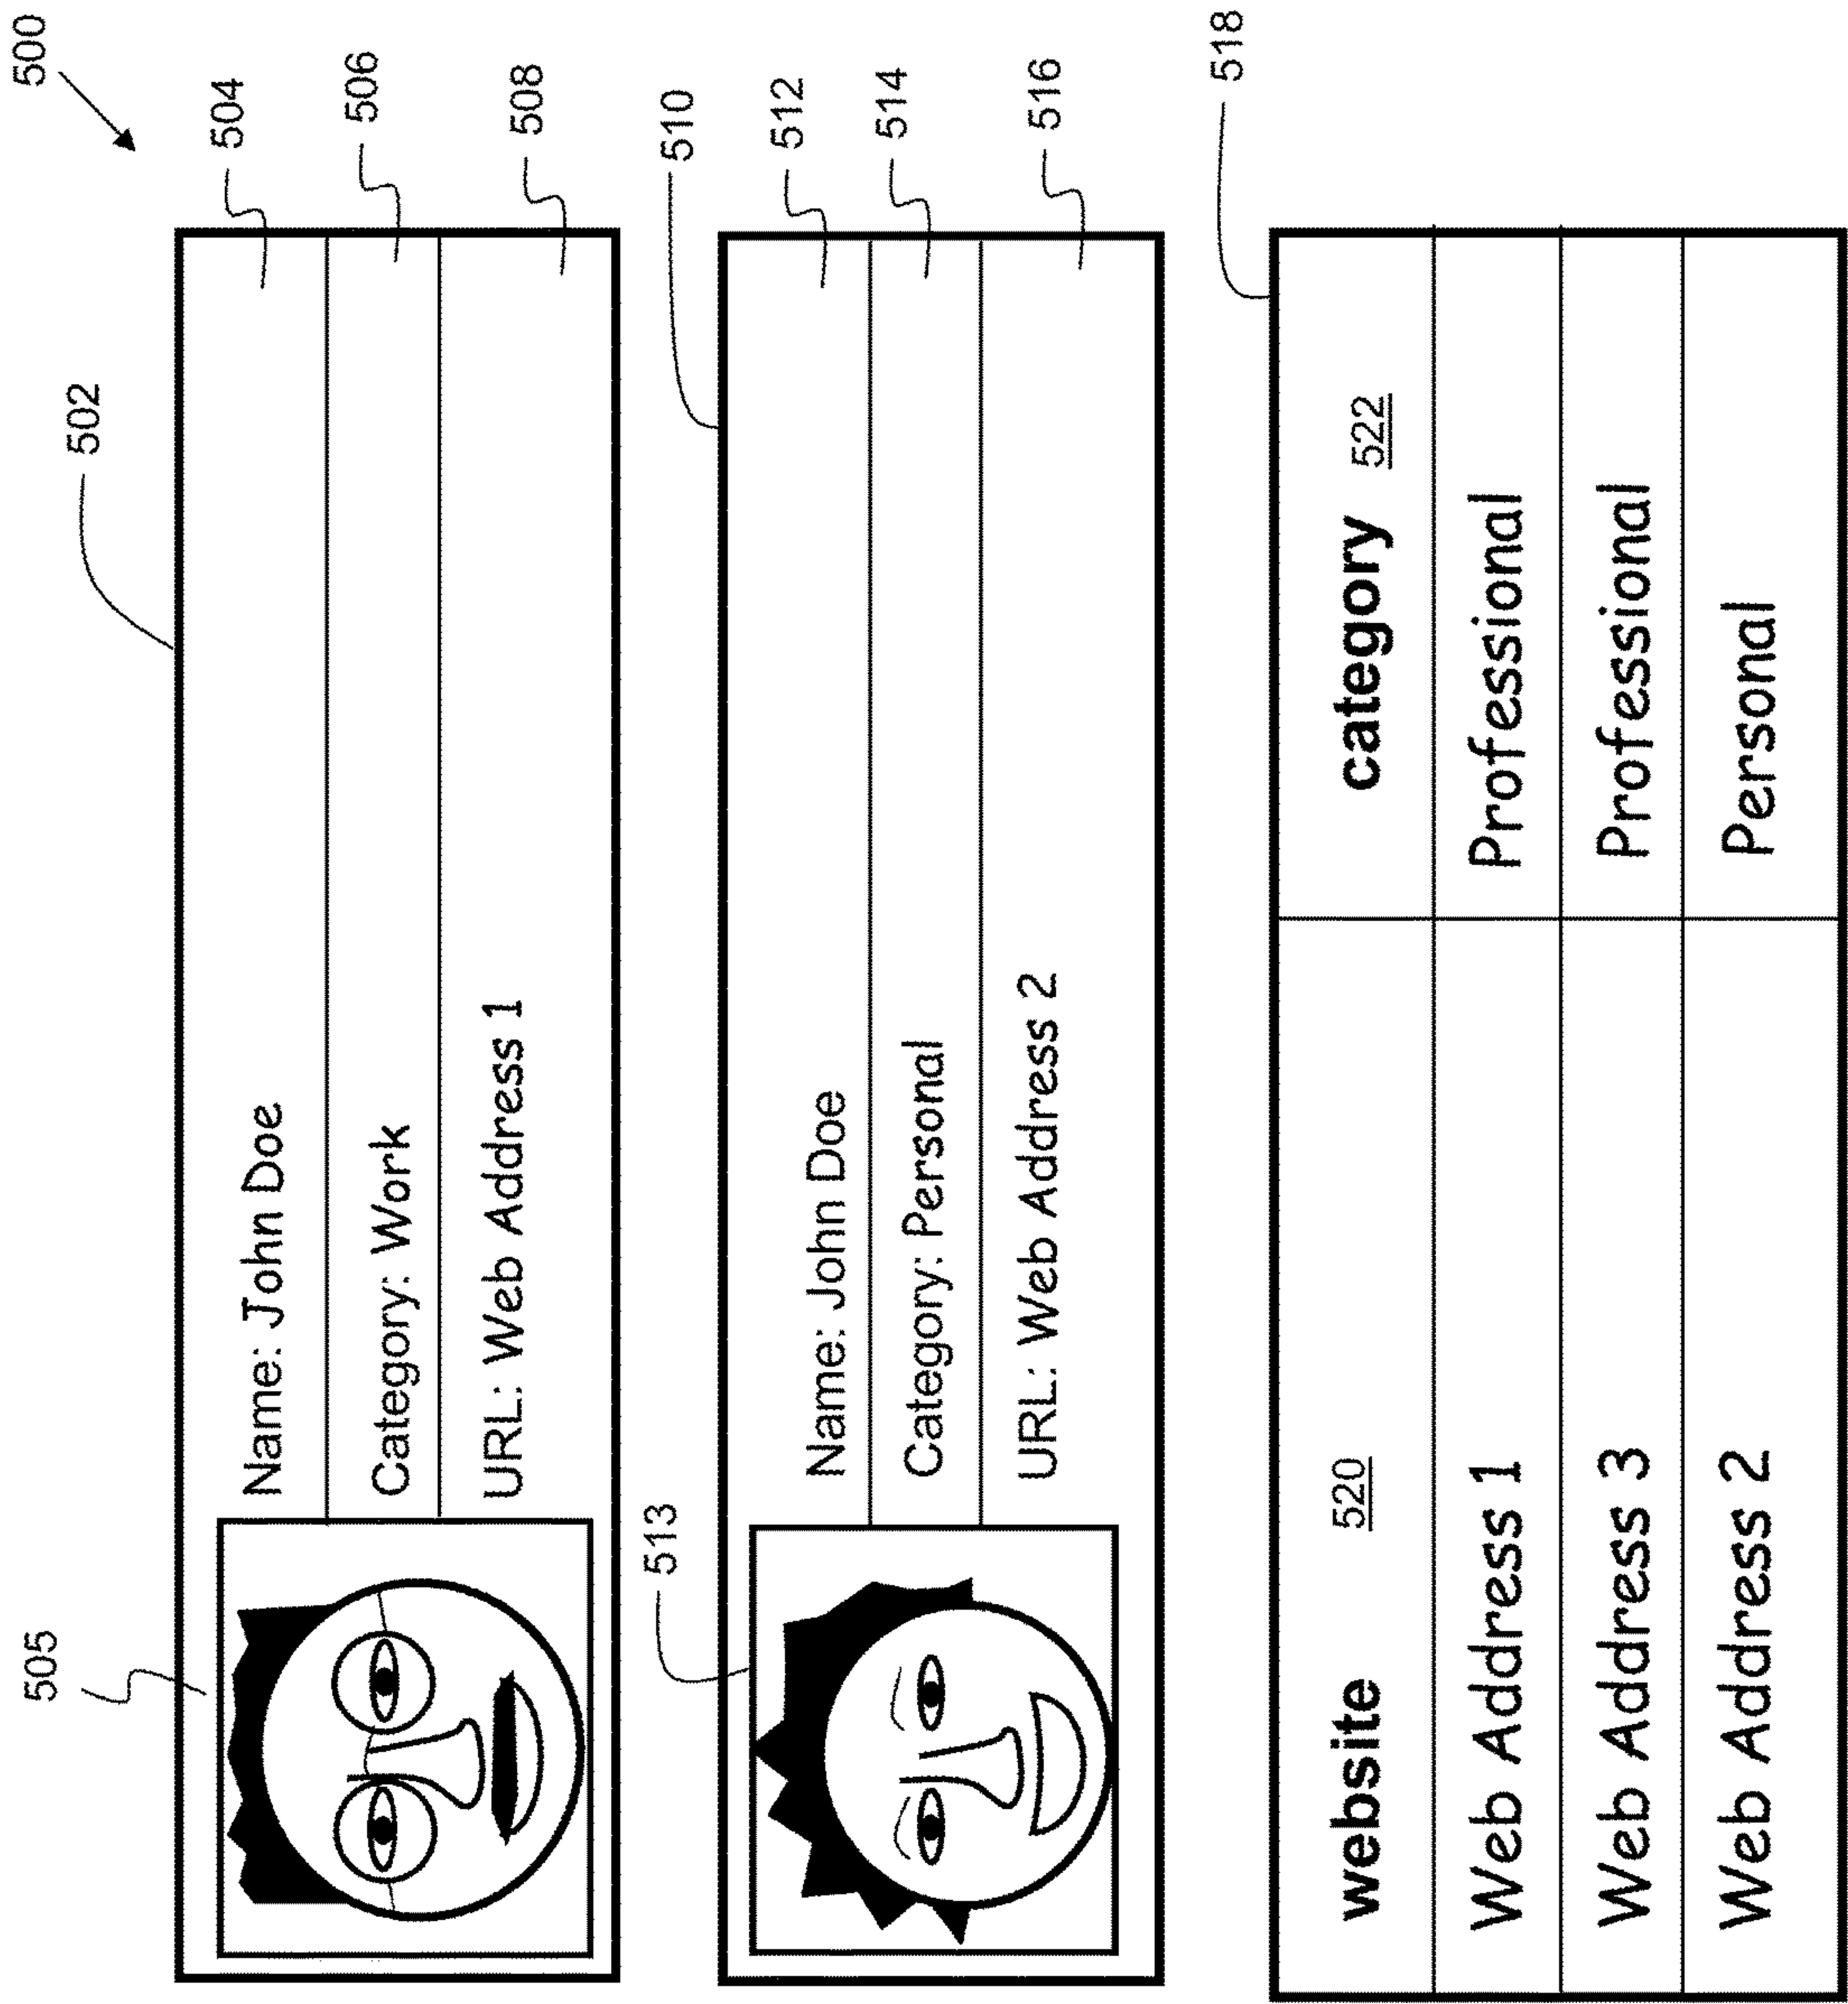 500
502
505
Name: John Doe
504
Category: Work
506
URL: Web Address 1
508
510
513
Name: John Doe
512
Category: Personal
514
URL: Web Address 2
516
518
website 520 category 522
Web Address 1 Professional
Web Address 3 Professional
Web Address 2 Personal